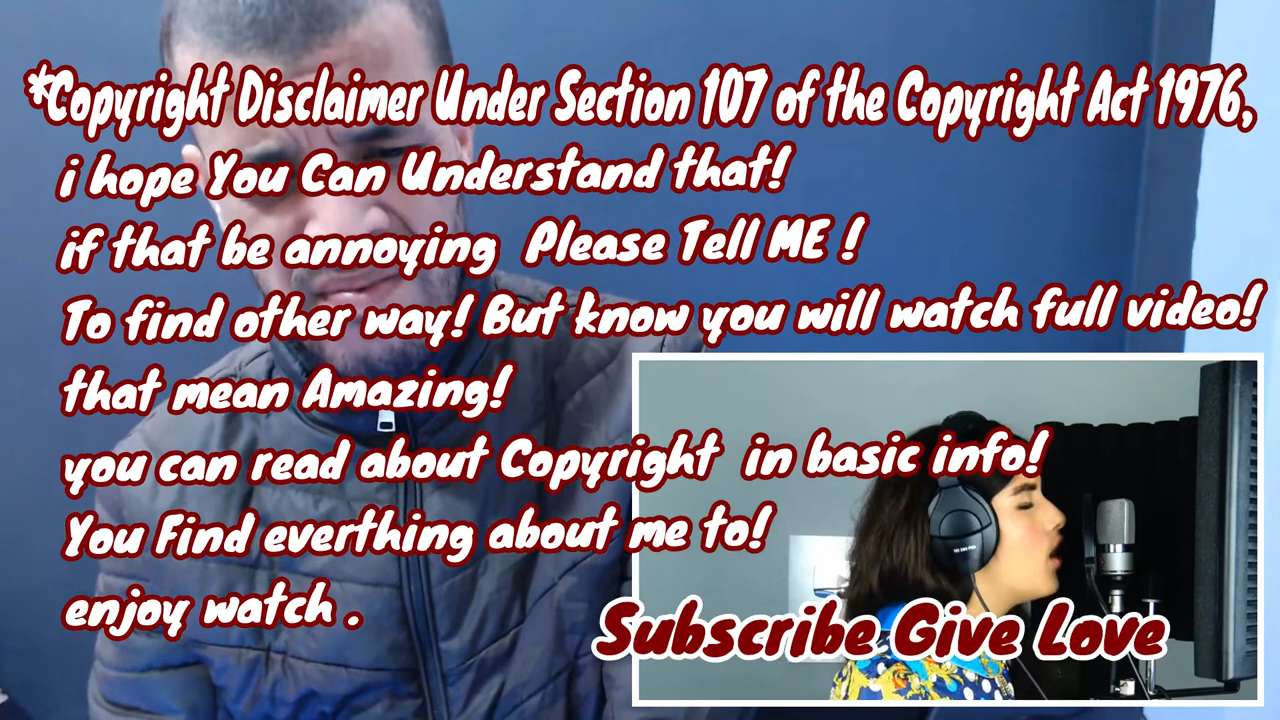 *Copyright Disclaimer Under Section 107 of the Copyright Act 1976,
i hope You Can Understand that!
if that be annoying Please Tell ME !
To find other way! But know you will watch full video!
that mean Amazing!
you can read about Copyright in basic info!
You Find everthing about me to!
enjoy watch .
Subscribe Give Love